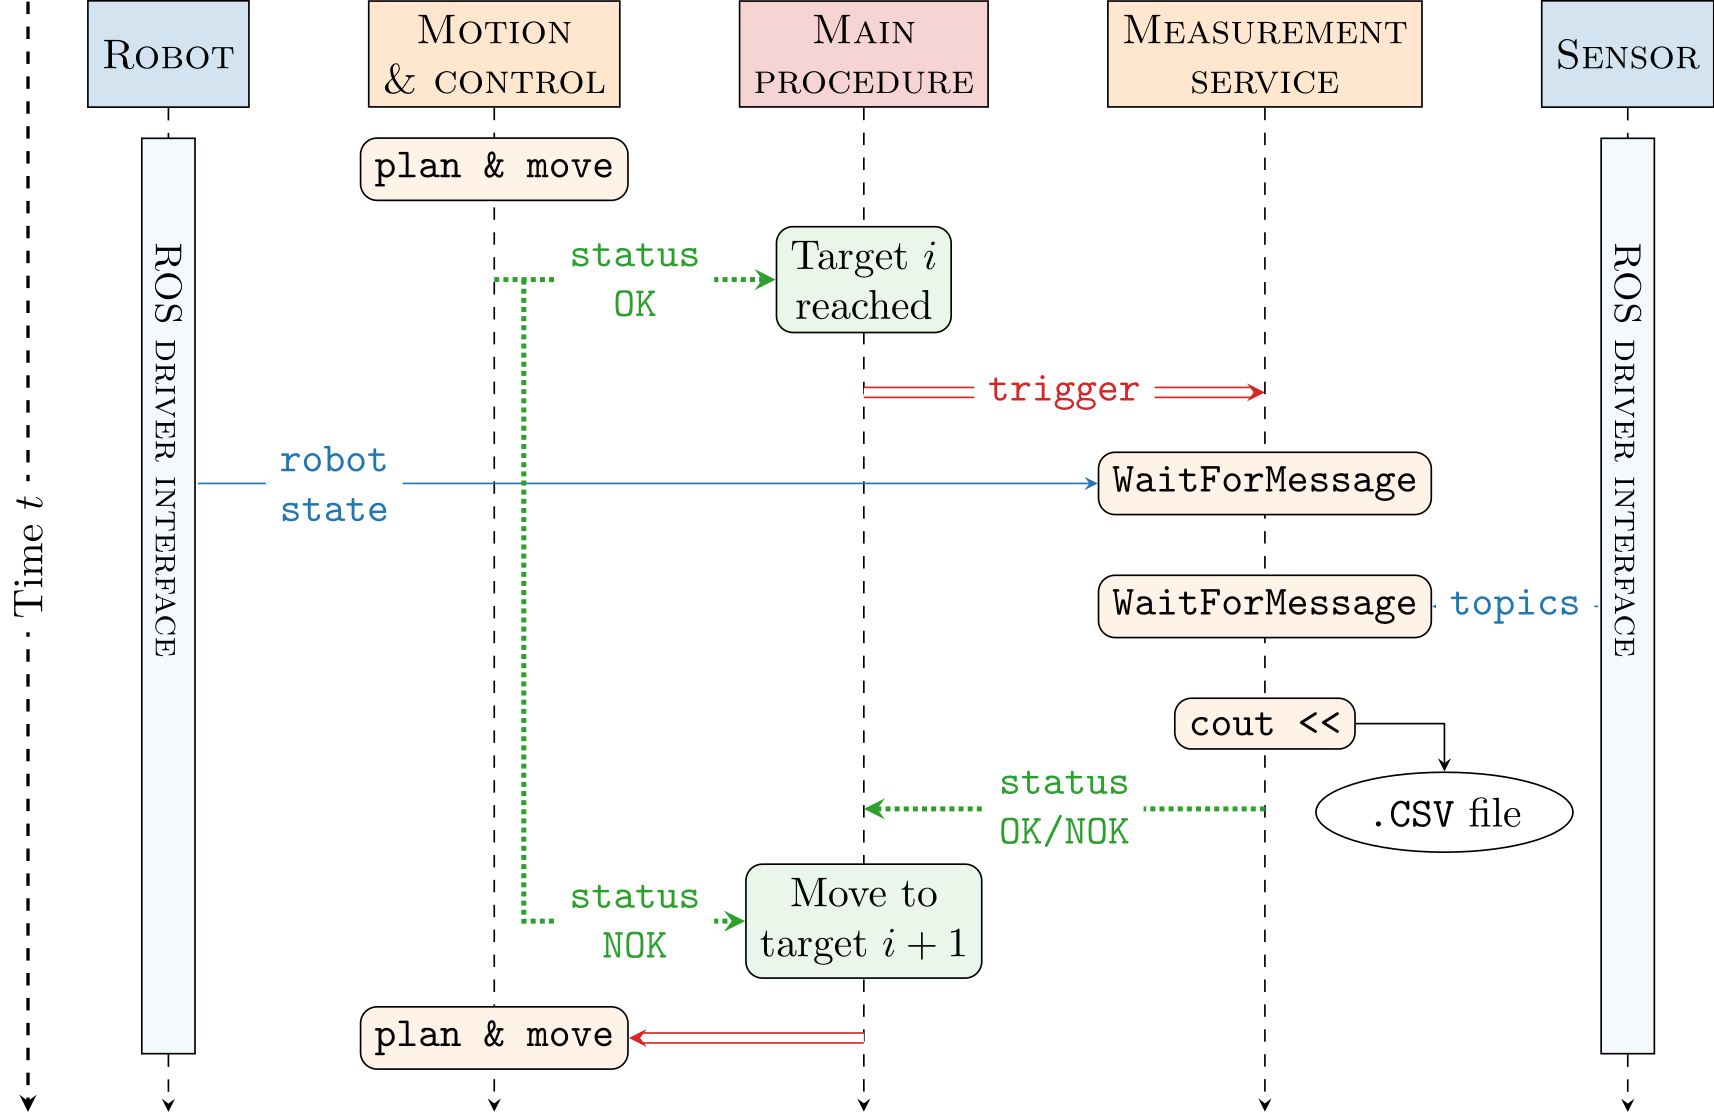 Robot
Motion
& control
Main
procedure
Measurement
service
Sensor
plan & move
status
OK
Target i
reached
trigger
robot
state
WaitForMessage
Time t
ROS driver interface
ROS driver interface
WaitForMessage
topics
cout <<
.CSV file
status
OK/NOK
status
NOK
Move to
target i + 1
plan & move